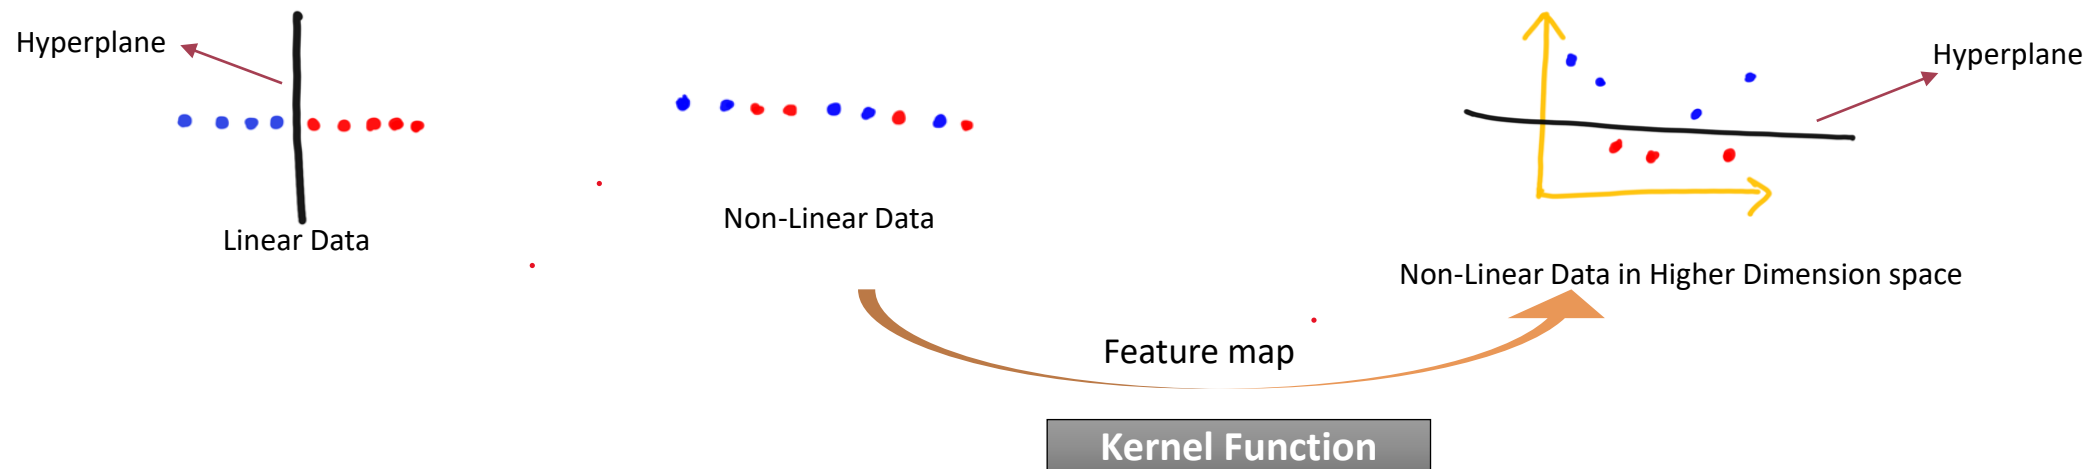 Hyperplane
Linear Data
Non-Linear Data
Hyperplane
Non-Linear Data in Higher Dimension space
Feature map
Kernel Function